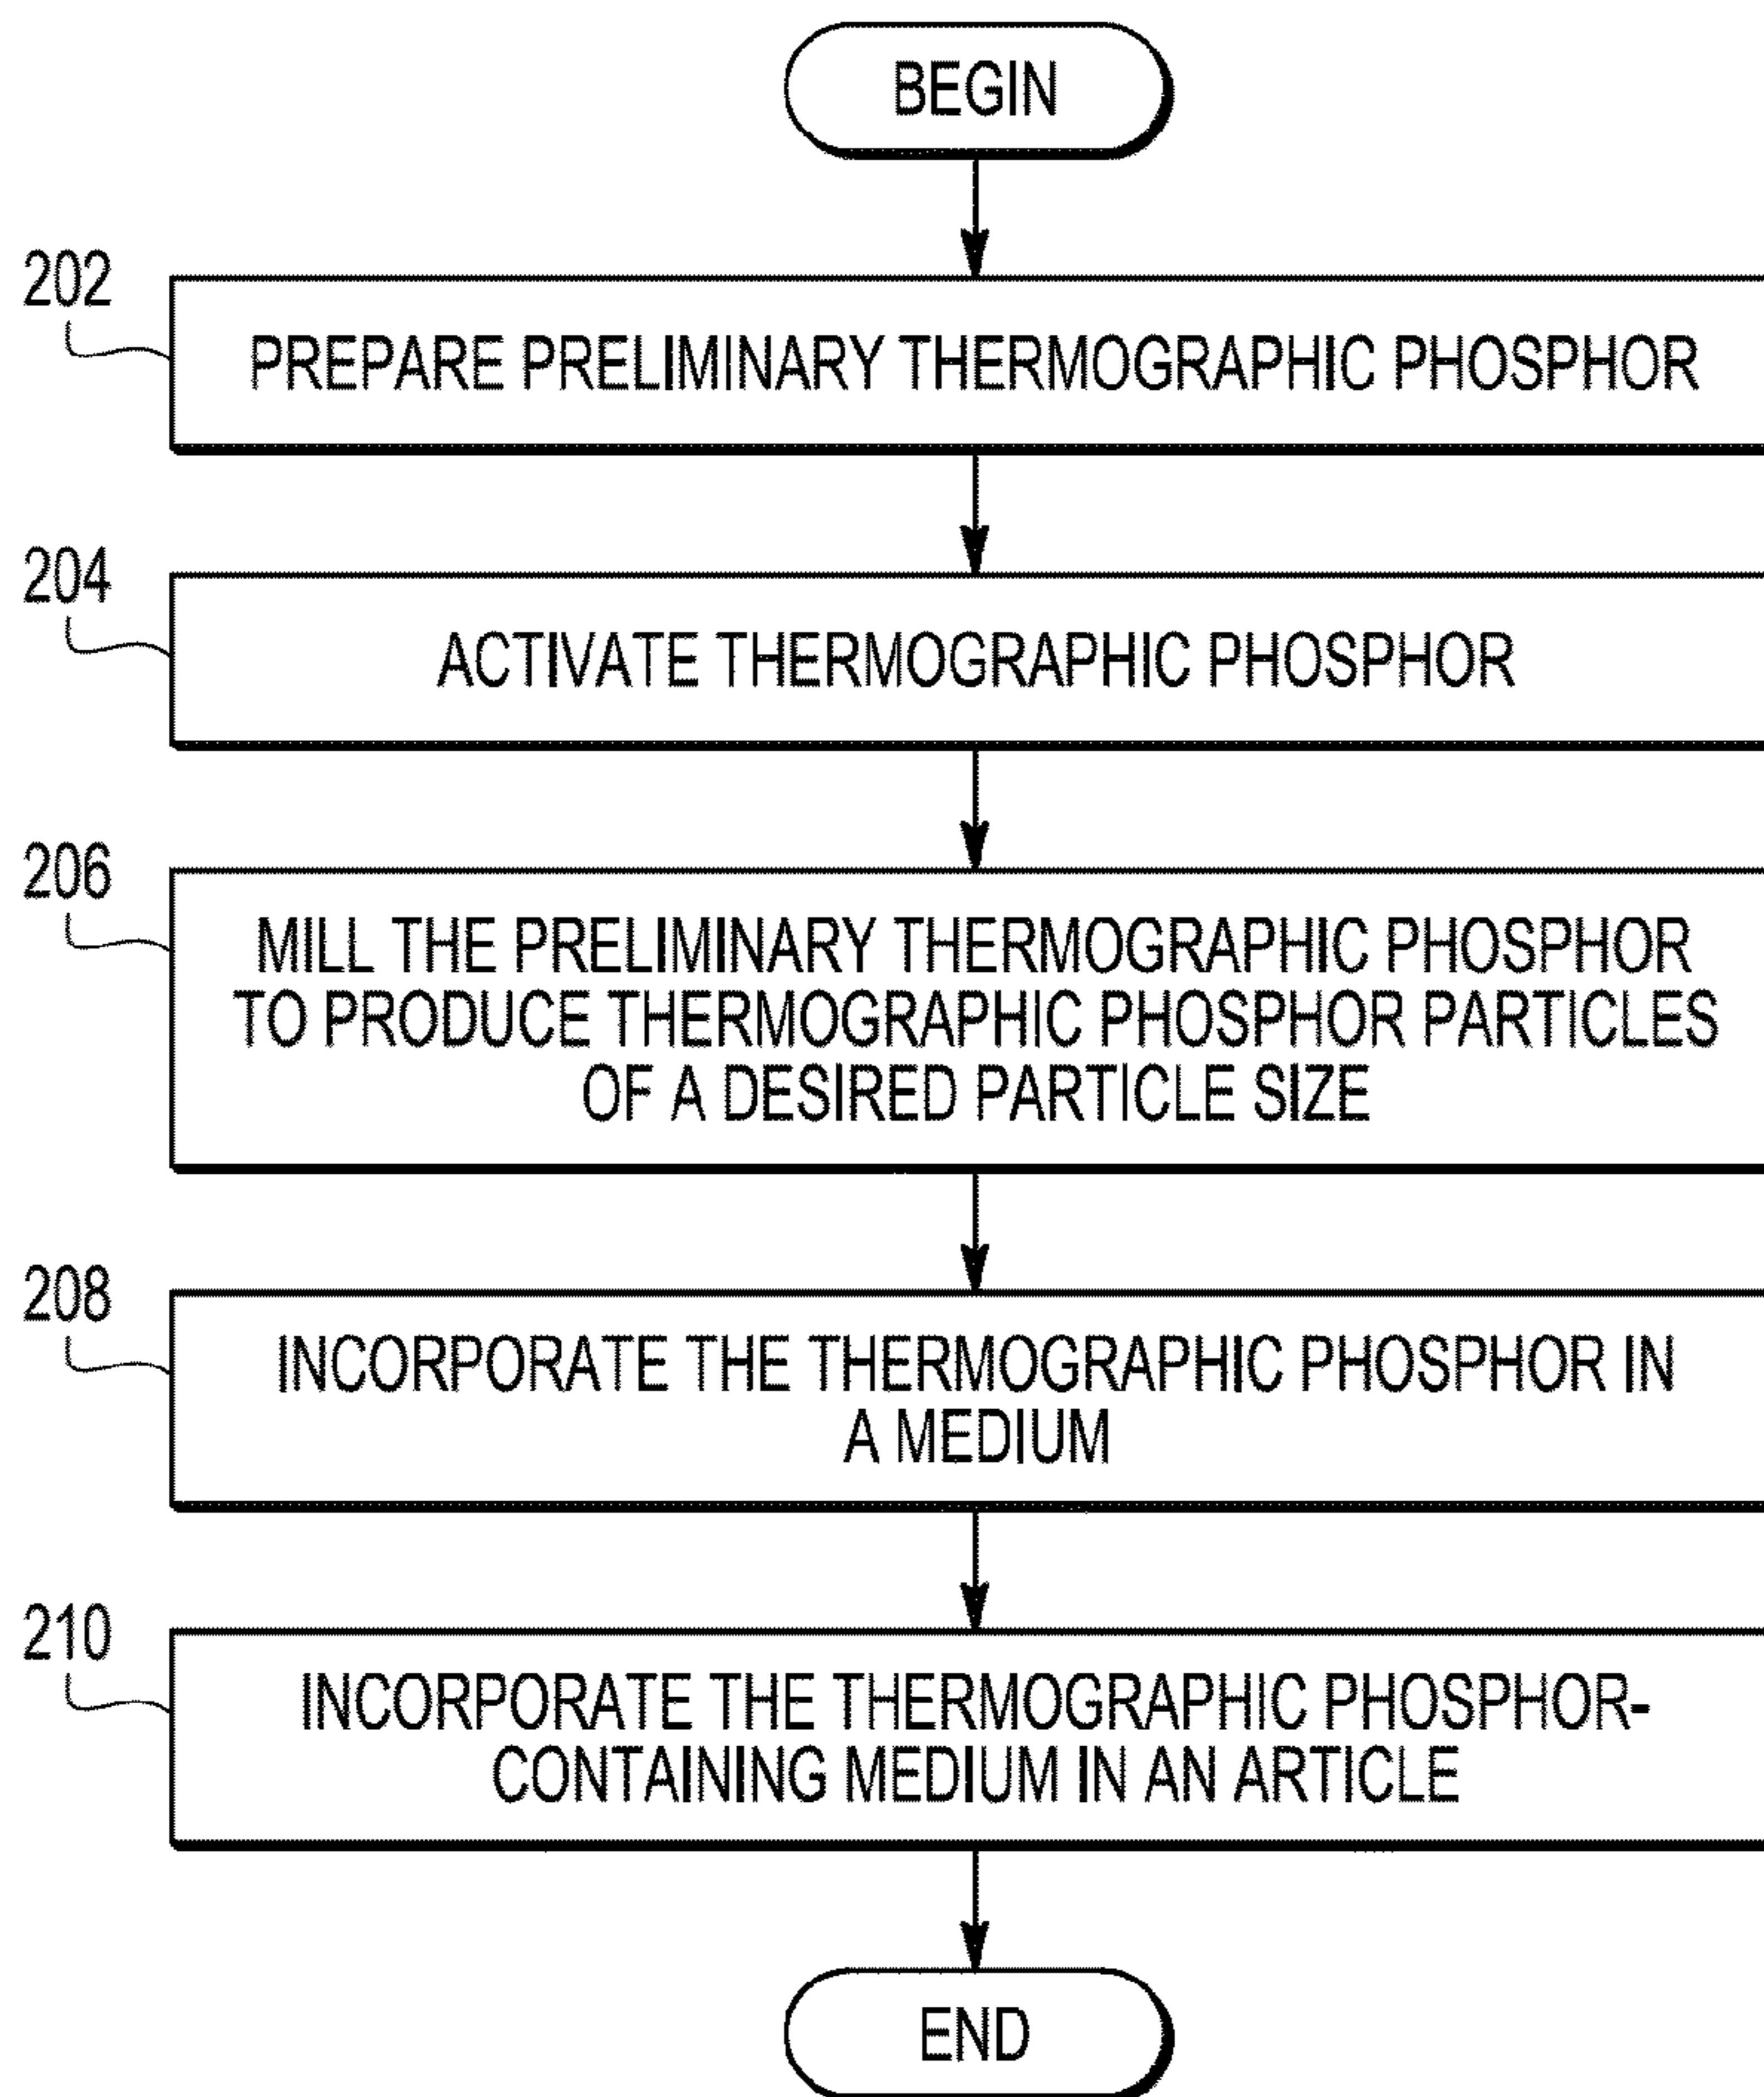 BEGIN
202
PREPARE PRELIMINARY THERMOGRAPHIC PHOSPHOR
204
ACTIVATE THERMOGRAPHIC PHOSPHOR
206
MILL THE PRELIMINARY THERMOGRAPHIC PHOSPHOR
TO PRODUCE THERMOGRAPHIC PHOSPHOR PARTICLES
OF A DESIRED PARTICLE SIZE
208
INCORPORATE THE THERMOGRAPHIC PHOSPHOR IN
A MEDIUM
210
INCORPORATE THE THERMOGRAPHIC PHOSPHOR-
CONTAINING MEDIUM IN AN ARTICLE
END